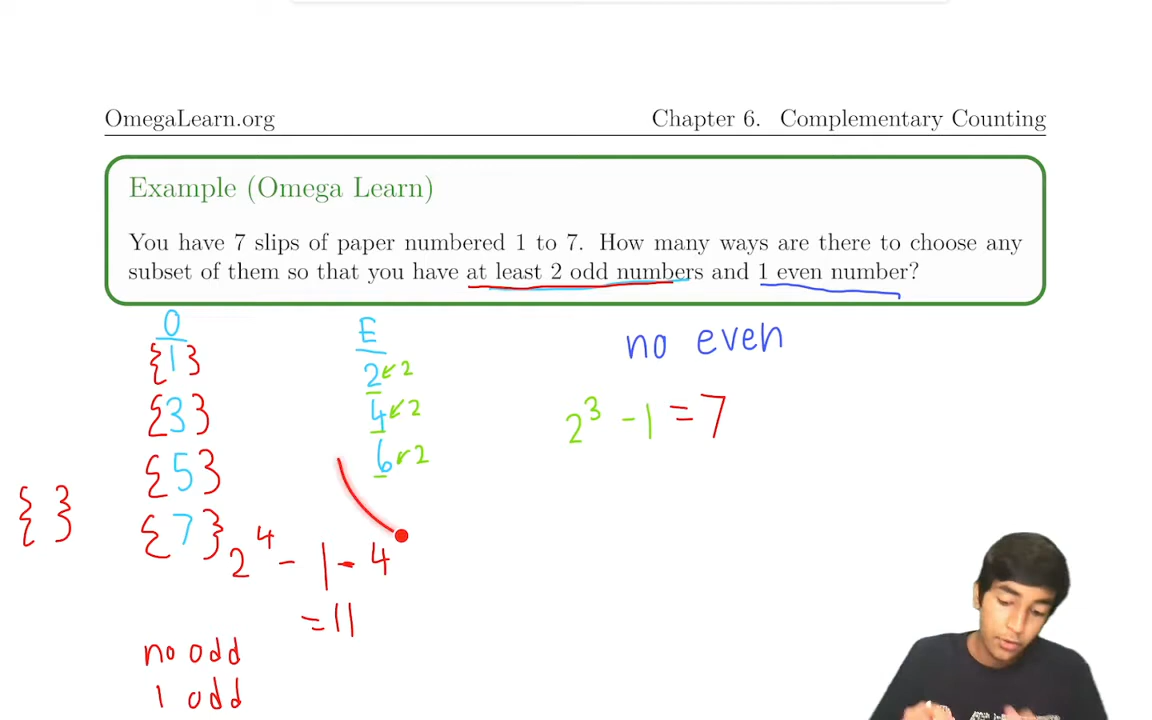 OmegaLearn.org Chapter 6. Complementary Counting
Example (Omega Learn)
You have 7 slips of paper numbered 1 to 7. How many ways are there to choose any
subset of them so that you have at least 2 odd numbers and 1 even number?
O E
{1} 2 ↙2
{3} 4 ↙2
{5} 6 ↙2
{ } {7}
2⁴ - 1 - 4
= 11
no odd
1 odd
no even
2³ - 1 = 7